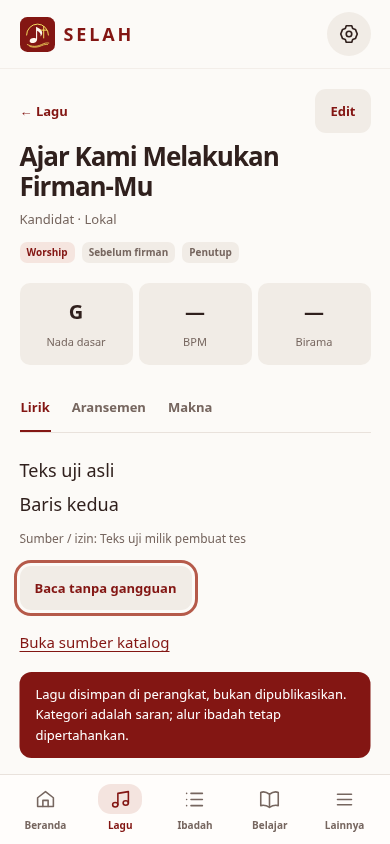 SELAH
← Lagu
Edit
Ajar Kami Melakukan
Firman-Mu
Kandidat · Lokal
Worship
Sebelum firman
Penutup
G
Nada dasar
—
BPM
—
Birama
Lirik
Aransemen
Makna
Teks uji asli
Baris kedua
Sumber / izin: Teks uji milik pembuat tes
Baca tanpa gangguan
Buka sumber katalog
Lagu disimpan di perangkat, bukan dipublikasikan.
Kategori adalah saran; alur ibadah tetap
dipertahankan.
Beranda
Lagu
Ibadah
Belajar
Lainnya